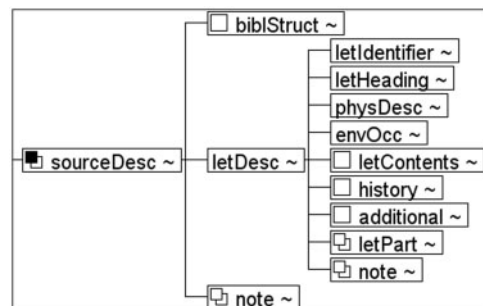 biblStruct ~
letIdentifier ~
letHeading ~
physDesc ~
envOcc ~
sourceDesc ~ letDesc ~ letContents ~
history ~
additional ~
letPart ~
note ~
note ~